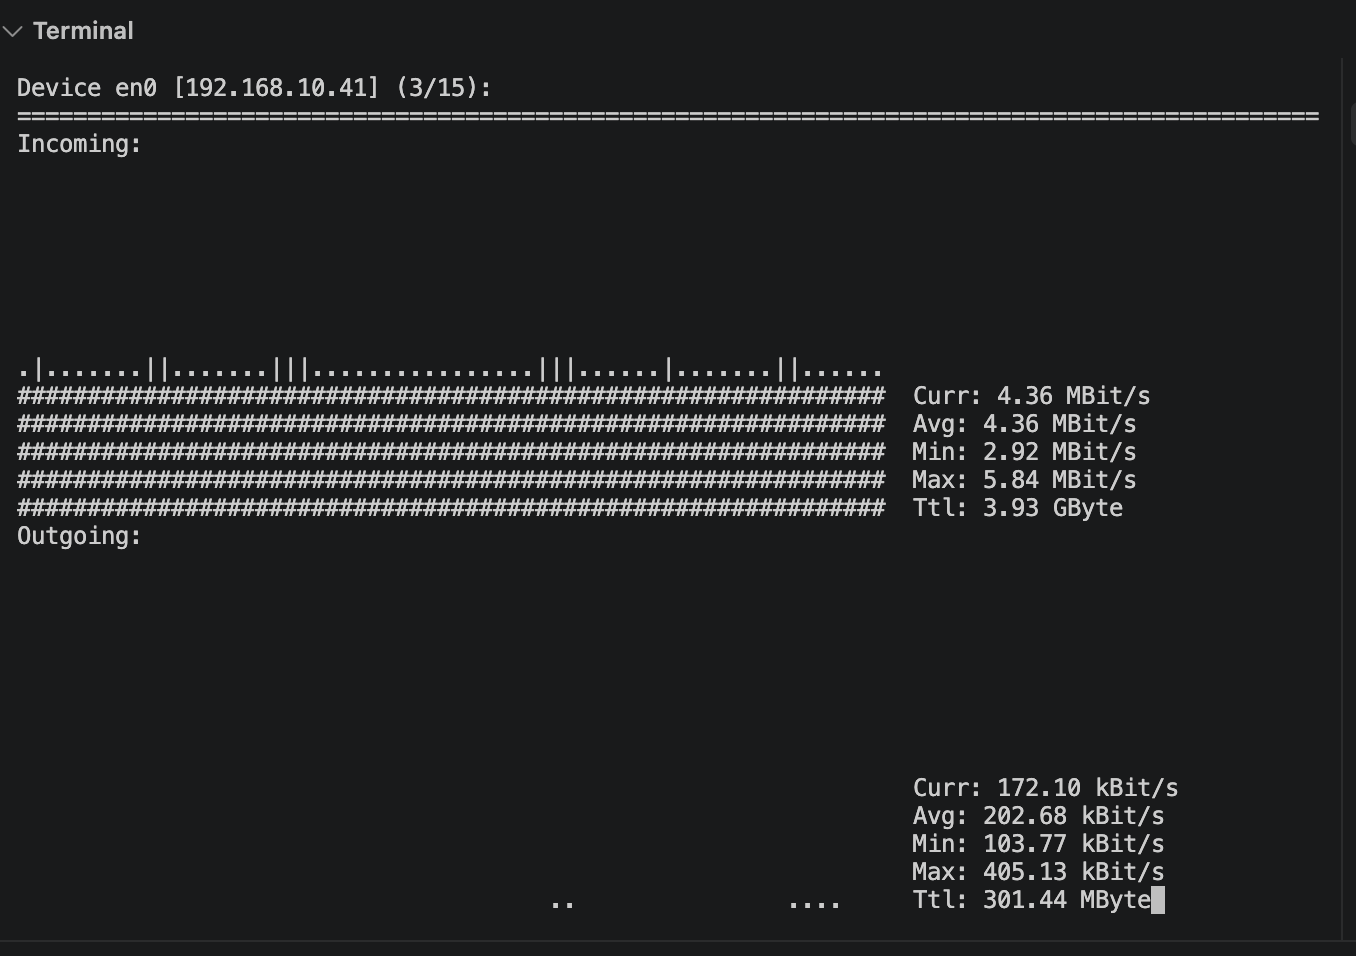 Terminal
Device en0 [192.168.10.41] (3/15):
=============================================================================================
Incoming:
.|.......||.......|||................|||......|.......||......
##############################################################  Curr: 4.36 MBit/s
##############################################################  Avg: 4.36 MBit/s
##############################################################  Min: 2.92 MBit/s
##############################################################  Max: 5.84 MBit/s
##############################################################  Ttl: 3.93 GByte
Outgoing:
Curr: 172.10 kBit/s
Avg: 202.68 kBit/s
Min: 103.77 kBit/s
Max: 405.13 kBit/s
..               ....     Ttl: 301.44 MByte